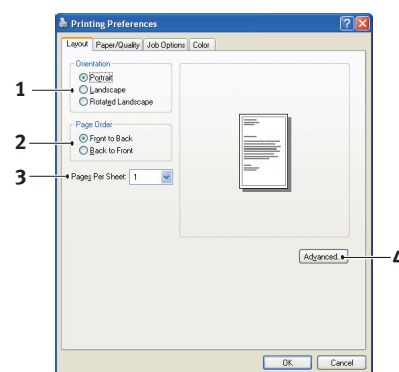 Printing Preferences
Layout Paper/Quality Job Options Color
Orientation
1
Portrait
Landscape
Rotated Landscape
Page Order
2
Front to Back
Back to Front
3
Pages Per Sheet: 1
Advanced...
4
OK Cancel